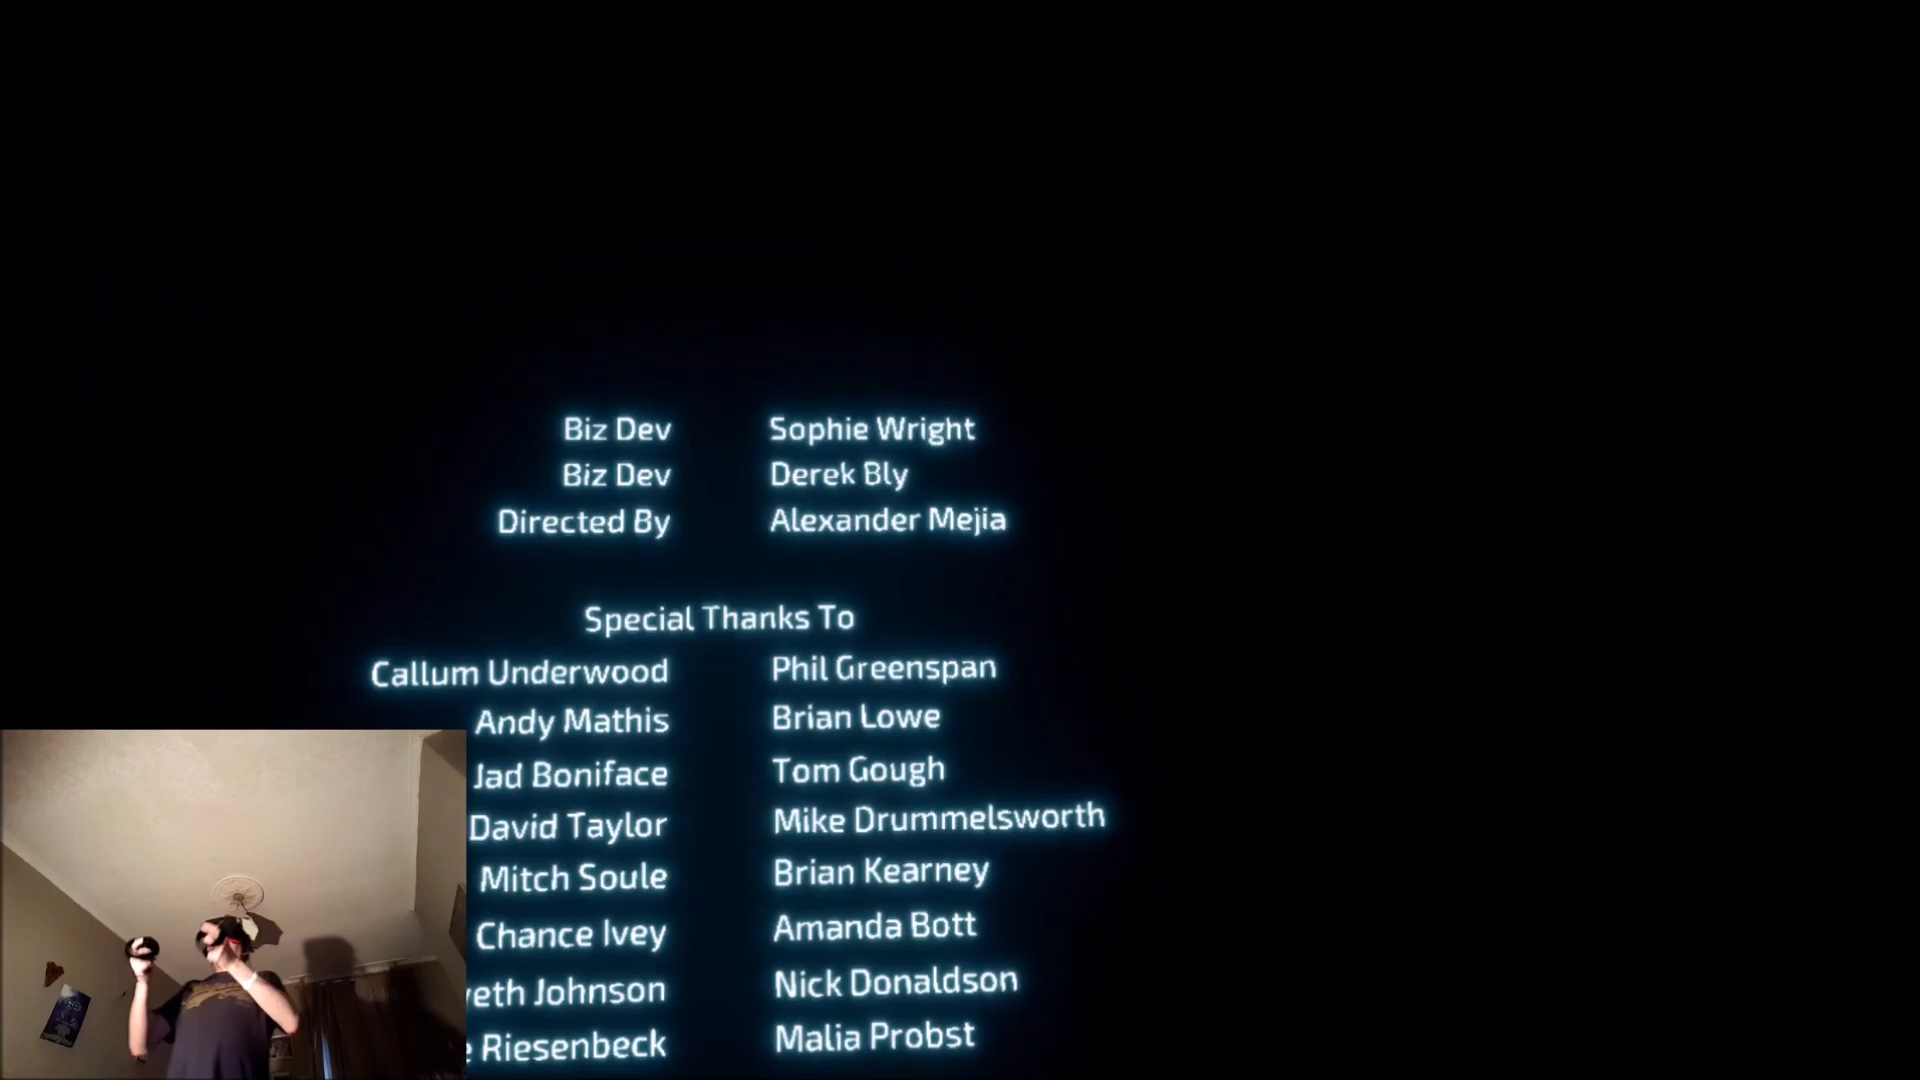 Biz Dev Sophie Wright
Biz Dev Derek Bly
Directed By Alexander Mejia
Special Thanks To
Callum Underwood Phil Greenspan
Andy Mathis Brian Lowe
Jad Boniface Tom Gough
David Taylor Mike Drummelsworth
Mitch Soule Brian Kearney
Chance Ivey Amanda Bott
Johnson Nick Donaldson
Riesenbeck Malia Probst